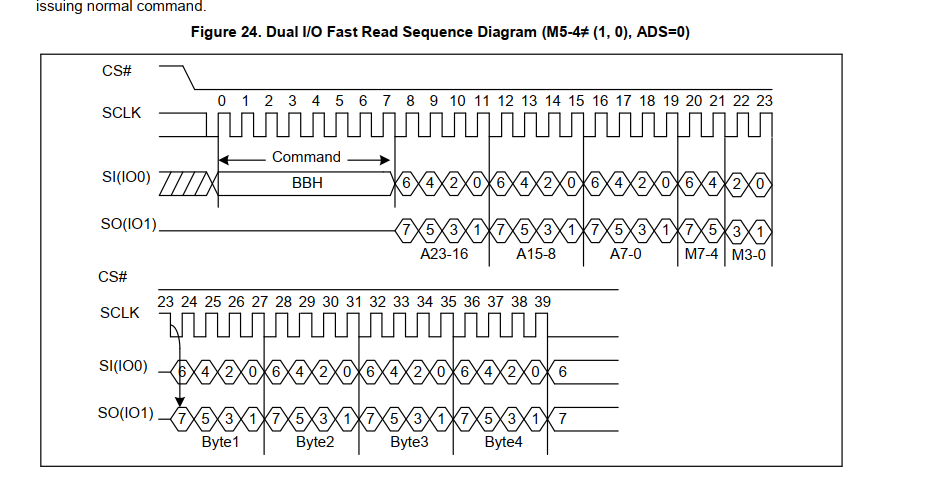 issuing normal command.
Figure 24. Dual I/O Fast Read Sequence Diagram (M5-4≠ (1, 0), ADS=0)
CS#
0 1 2 3 4 5 6 7 8 9 10 11 12 13 14 15 16 17 18 19 20 21 22 23
SCLK
Command
SI(IO0) BBH 6 4 2 0 6 4 2 0 6 4 2 0 6 4 2 0
SO(IO1) 7 5 3 1 7 5 3 1 7 5 3 1 7 5 3 1
A23-16 A15-8 A7-0 M7-4 M3-0
CS#
23 24 25 26 27 28 29 30 31 32 33 34 35 36 37 38 39
SCLK
SI(IO0) 6 4 2 0 6 4 2 0 6 4 2 0 6 4 2 0 6
SO(IO1) 7 5 3 1 7 5 3 1 7 5 3 1 7 5 3 1 7
Byte1 Byte2 Byte3 Byte4